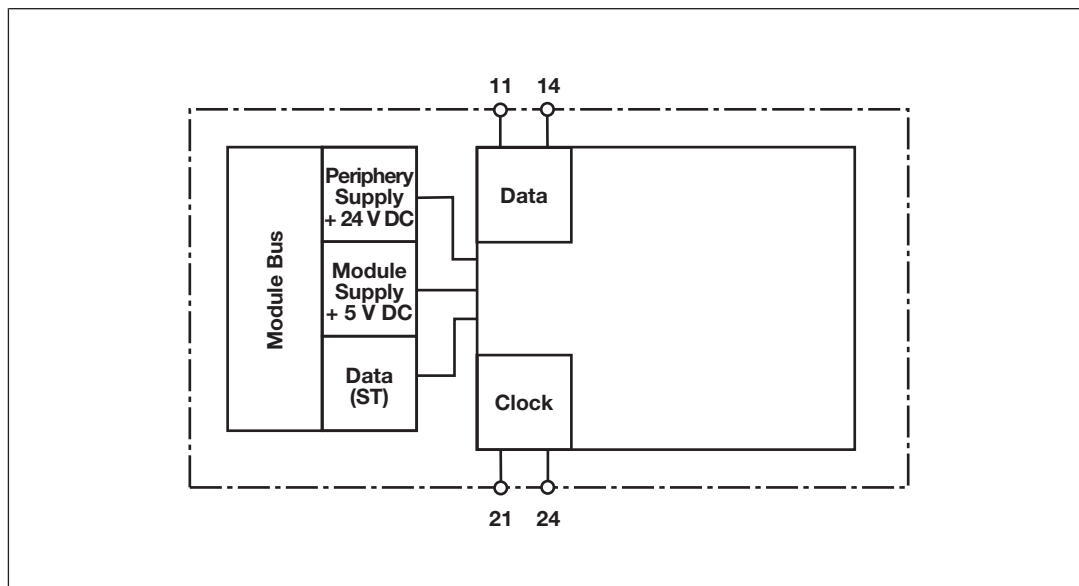 11 14
Module Bus
Periphery
Supply
+ 24 V DC
Module
Supply
+ 5 V DC
Data
(ST)
Data
Clock
21 24